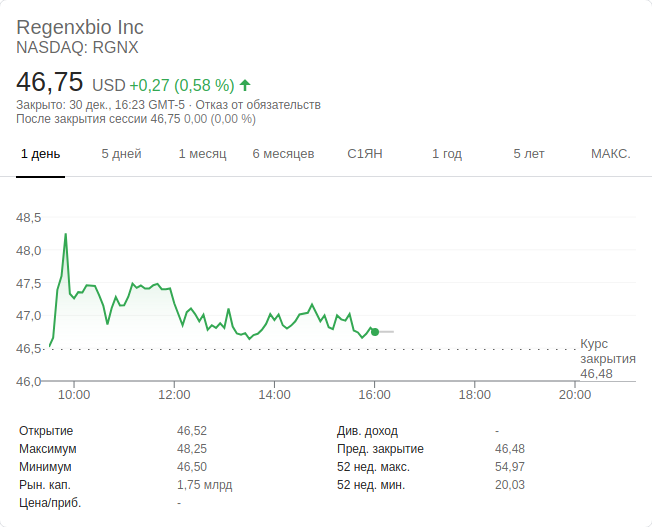 Regenxbio Inc
NASDAQ: RGNX
46,75 USD +0,27 (0,58 %)
Закрыто: 30 дек., 16:23 GMT-5 · Отказ от обязательств
После закрытия сессии 46,75 0,00 (0,00 %)
1 день 5 дней 1 месяц 6 месяцев С1ЯН 1 год 5 лет МАКС.
48,5
48,0
47,5
47,0
46,5
46,0
Курс
закрытия
46,48
10:00 12:00 14:00 16:00 18:00 20:00
Открытие 46,52 Див. доход -
Максимум 48,25 Пред. закрытие 46,48
Минимум 46,50 52 нед. макс. 54,97
Рын. кап. 1,75 млрд 52 нед. мин. 20,03
Цена/приб. -